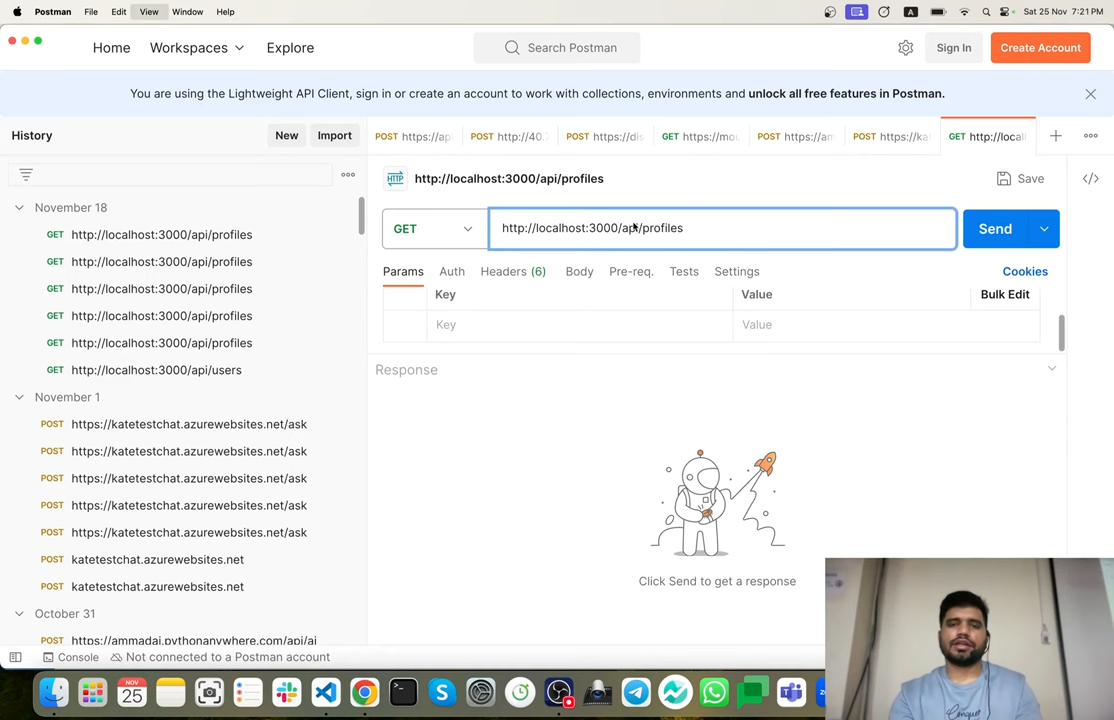 Postman File Edit View Window Help
A Sat 25 Nov 7:21 PM
Home Workspaces Explore Search Postman Sign In Create Account
You are using the Lightweight API Client, sign in or create an account to work with collections, environments and unlock all free features in Postman.
History New Import
POST https://ap POST http://40. POST https://dis GET https://mou POST https://am POST https://ka GET http://local
HTTP http://localhost:3000/api/profiles Save
GET http://localhost:3000/api/profiles Send
Params Auth Headers (6) Body Pre-req. Tests Settings Cookies
Key Value Bulk Edit
Key Value
Response
Click Send to get a response
November 18
GET http://localhost:3000/api/profiles
GET http://localhost:3000/api/profiles
GET http://localhost:3000/api/profiles
GET http://localhost:3000/api/profiles
GET http://localhost:3000/api/profiles
GET http://localhost:3000/api/users
November 1
POST https://katetestchat.azurewebsites.net/ask
POST https://katetestchat.azurewebsites.net/ask
POST https://katetestchat.azurewebsites.net/ask
POST https://katetestchat.azurewebsites.net/ask
POST https://katetestchat.azurewebsites.net/ask
POST katetestchat.azurewebsites.net
POST katetestchat.azurewebsites.net
October 31
POST https://ammadai.pythonanywhere.com/api/ai
Console Not connected to a Postman account
NOV
25